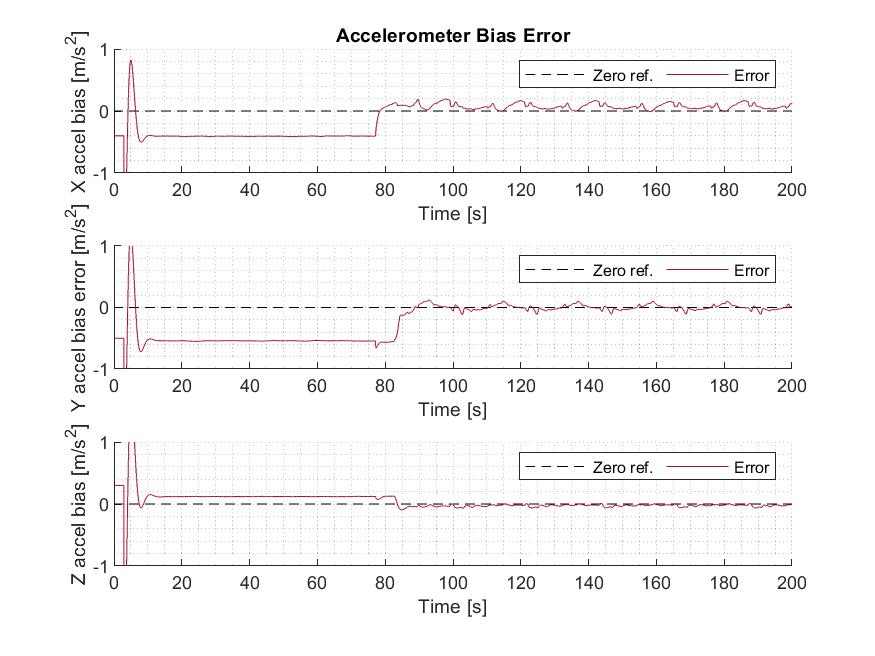 Accelerometer Bias Error
X accel bias [m/s²]
1
0
-1
Zero ref. Error
0 20 40 60 80 100 120 140 160 180 200
Time [s]
Y accel bias error [m/s²]
1
0
-1
Zero ref. Error
0 20 40 60 80 100 120 140 160 180 200
Time [s]
Z accel bias [m/s²]
1
0
-1
Zero ref. Error
0 20 40 60 80 100 120 140 160 180 200
Time [s]